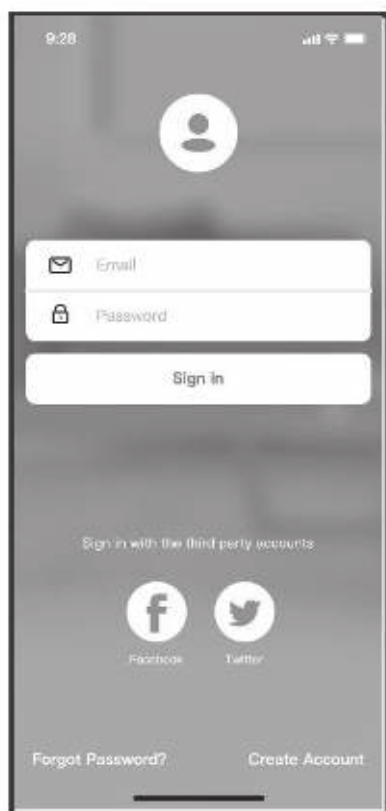 9:28
Email
Password
Sign in
Sign in with the third party accounts
Facebook Twitter
Forgot Password? Create Account